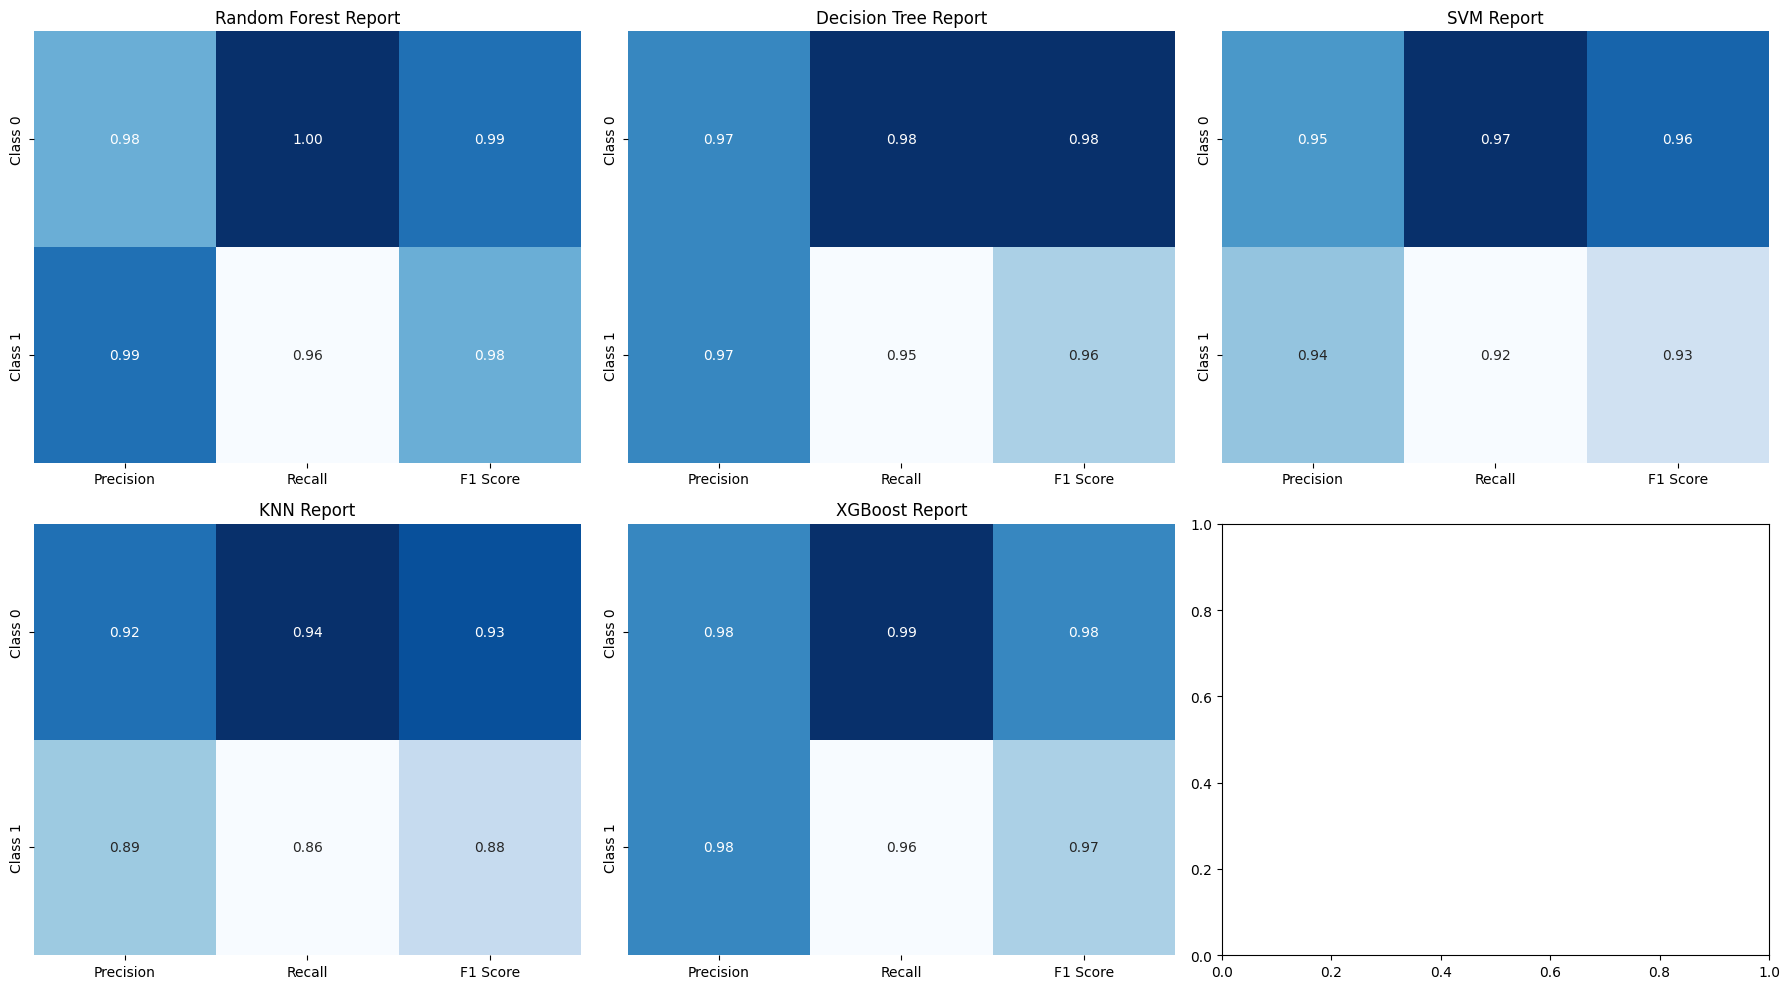 Random Forest Report
Class 0
0.98 1.00 0.99
Class 1
0.99 0.96 0.98
Precision Recall F1 Score
Decision Tree Report
Class 0
0.97 0.98 0.98
Class 1
0.97 0.95 0.96
Precision Recall F1 Score
SVM Report
Class 0
0.95 0.97 0.96
Class 1
0.94 0.92 0.93
Precision Recall F1 Score
KNN Report
Class 0
0.92 0.94 0.93
Class 1
0.89 0.86 0.88
Precision Recall F1 Score
XGBoost Report
Class 0
0.98 0.99 0.98
Class 1
0.98 0.96 0.97
Precision Recall F1 Score
1.0
0.8
0.6
0.4
0.2
0.0
0.0 0.2 0.4 0.6 0.8 1.0